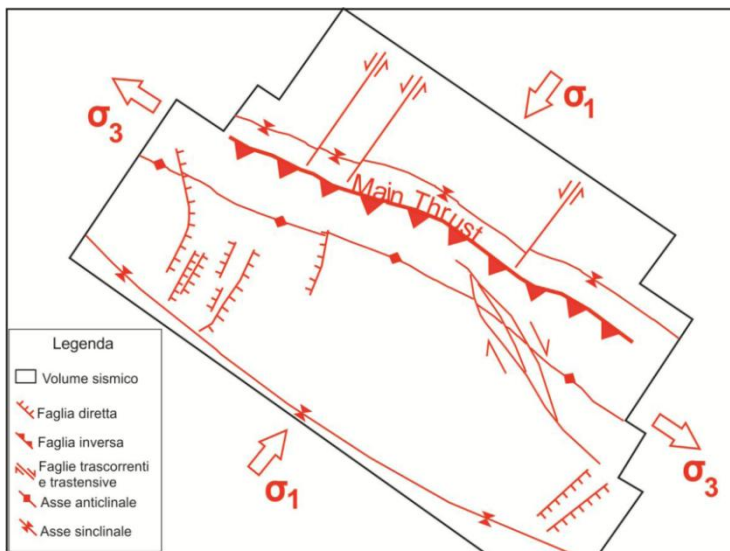 σ1
σ3
Main Thrust
Legenda
Volume sismico
Faglia diretta
Faglia inversa
Faglie trascorrenti
e trastensive
Asse anticlinale
Asse sinclinale
σ1
σ3